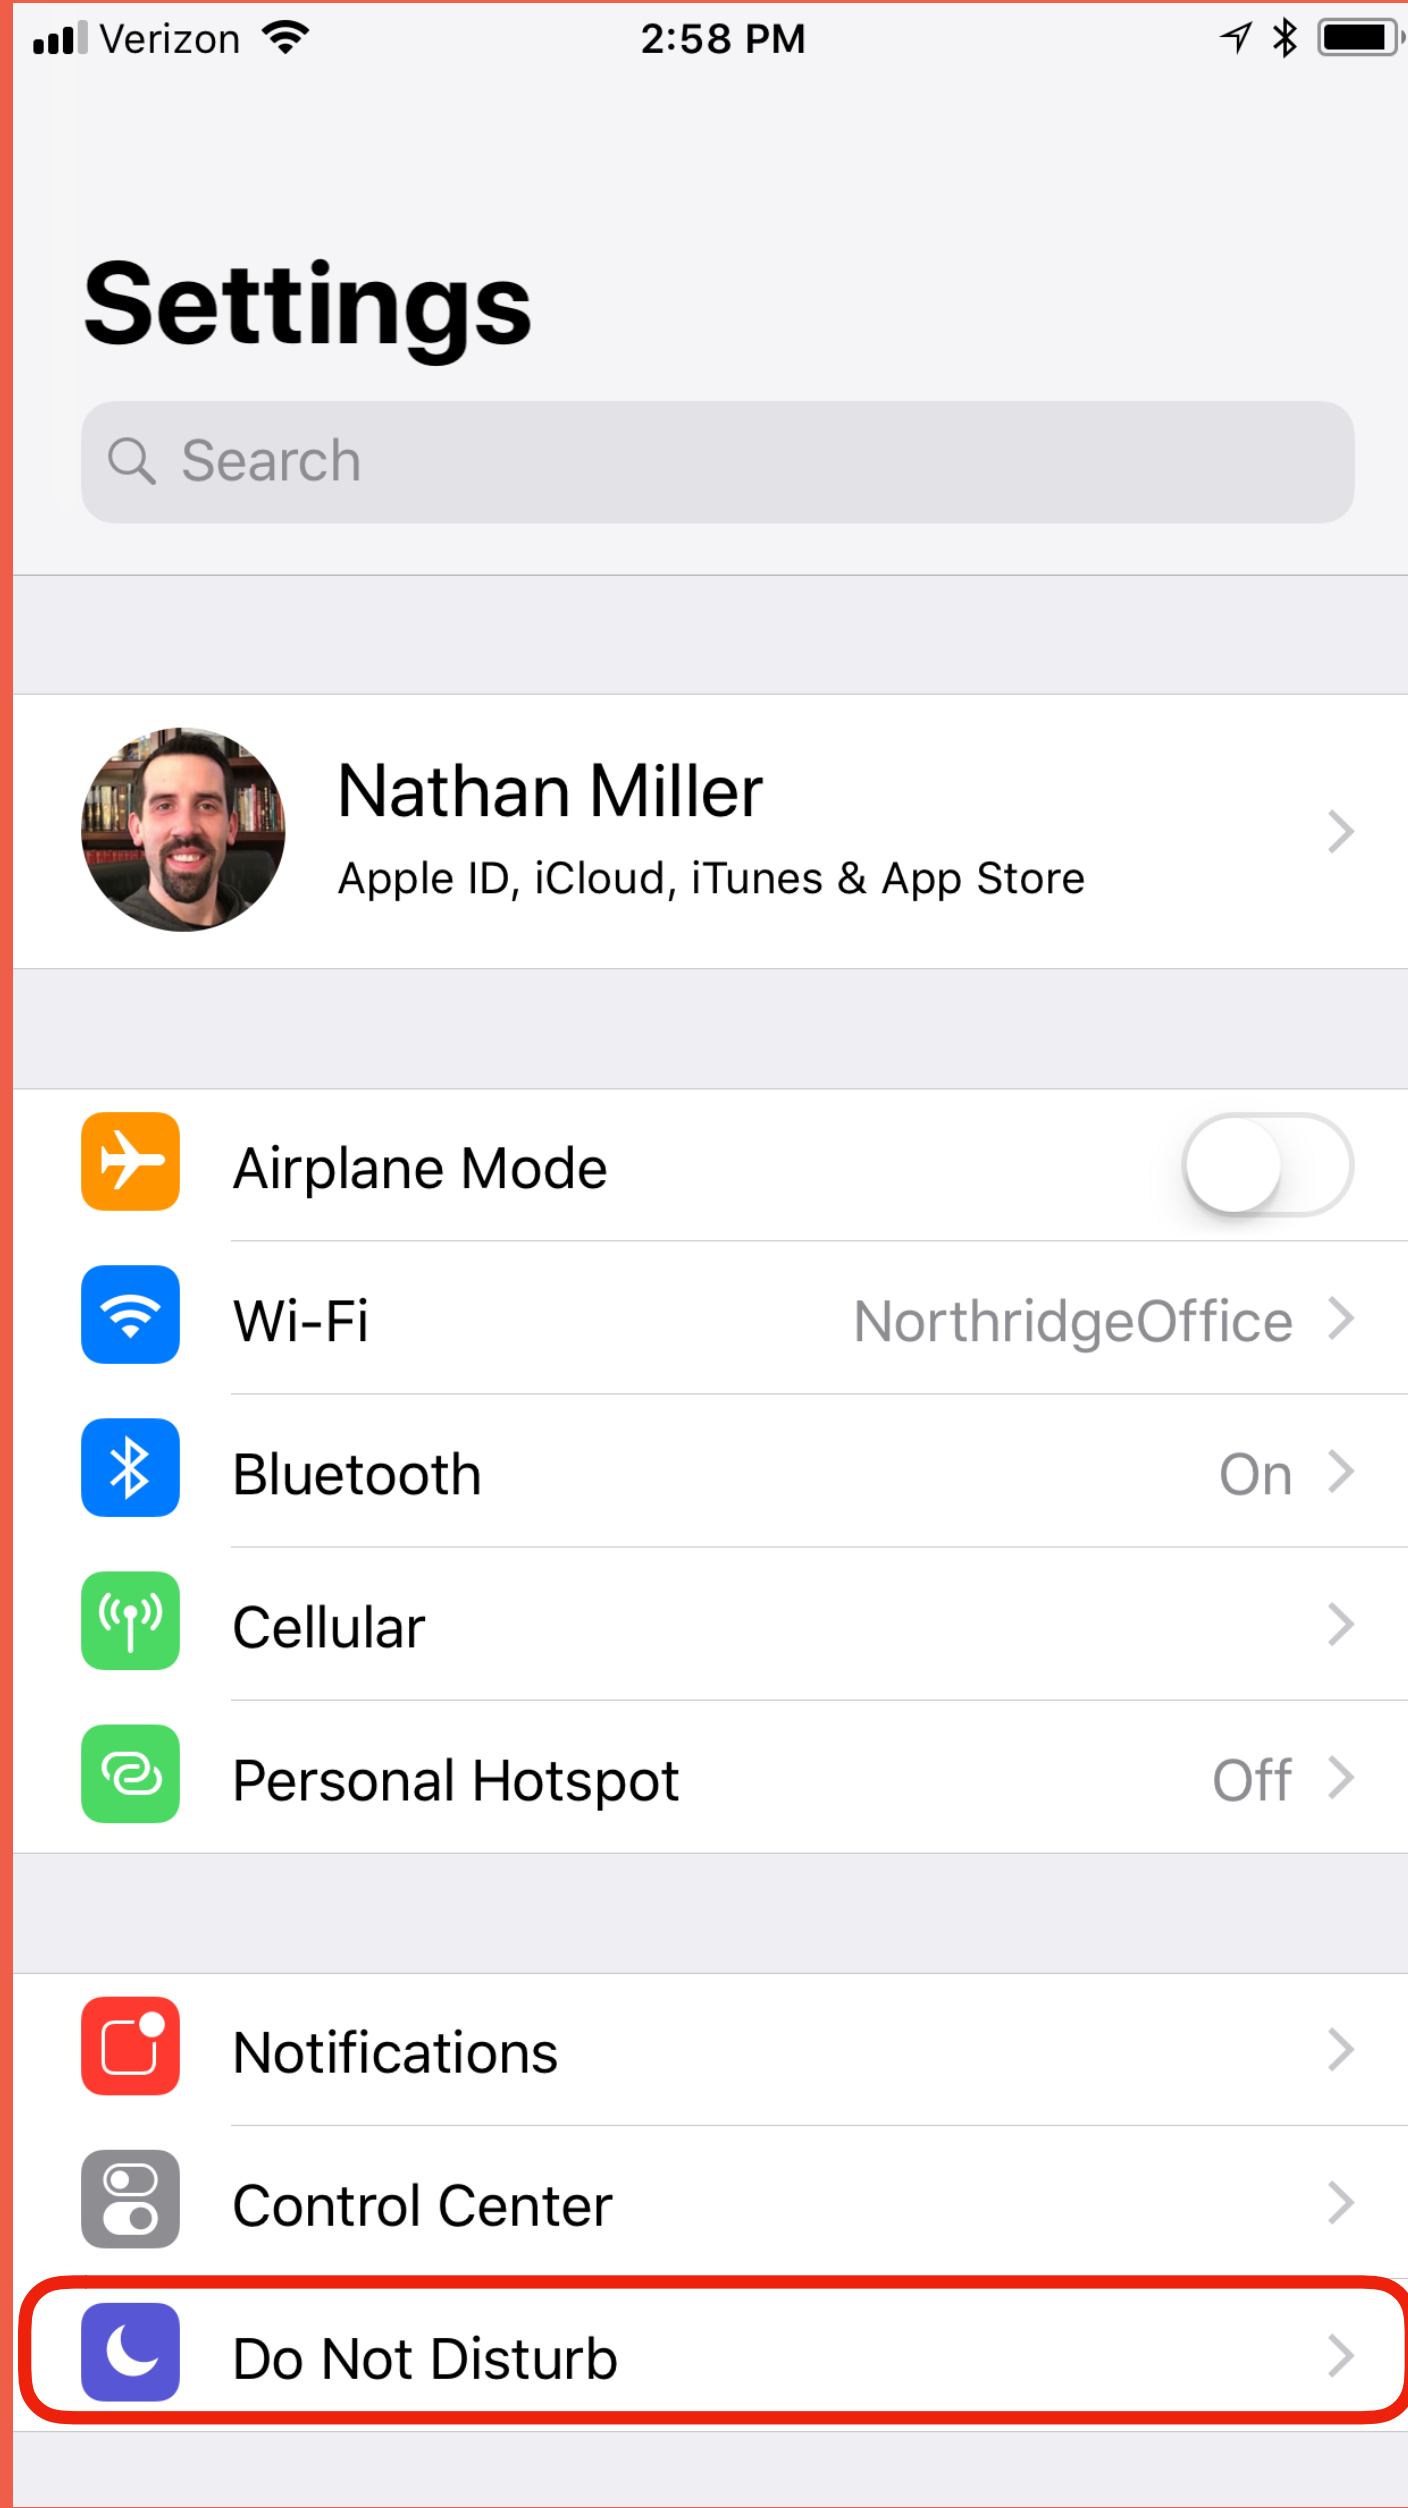 Verizon 2:58 PM
Settings
Search
Nathan Miller
Apple ID, iCloud, iTunes & App Store
Airplane Mode
Wi-Fi NorthridgeOffice
Bluetooth On
Cellular
Personal Hotspot Off
Notifications
Control Center
Do Not Disturb